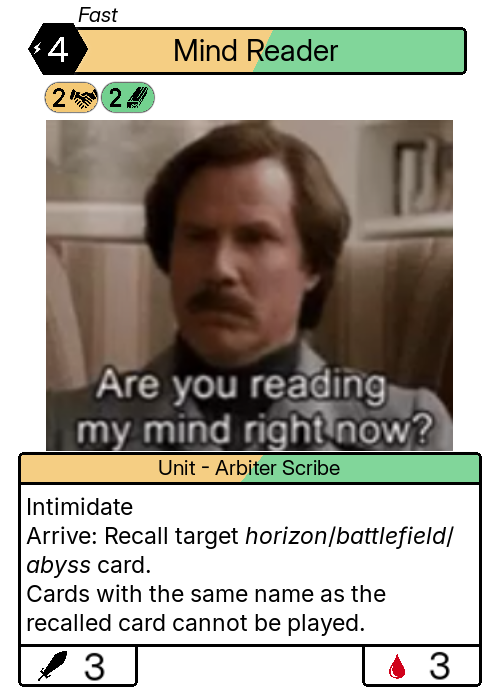 Fast
4 Mind Reader
2 2
Are you reading
my mind right now?
Unit - Arbiter Scribe
Intimidate
Arrive: Recall target horizon/battlefield/
abyss card.
Cards with the same name as the
recalled card cannot be played.
3 3